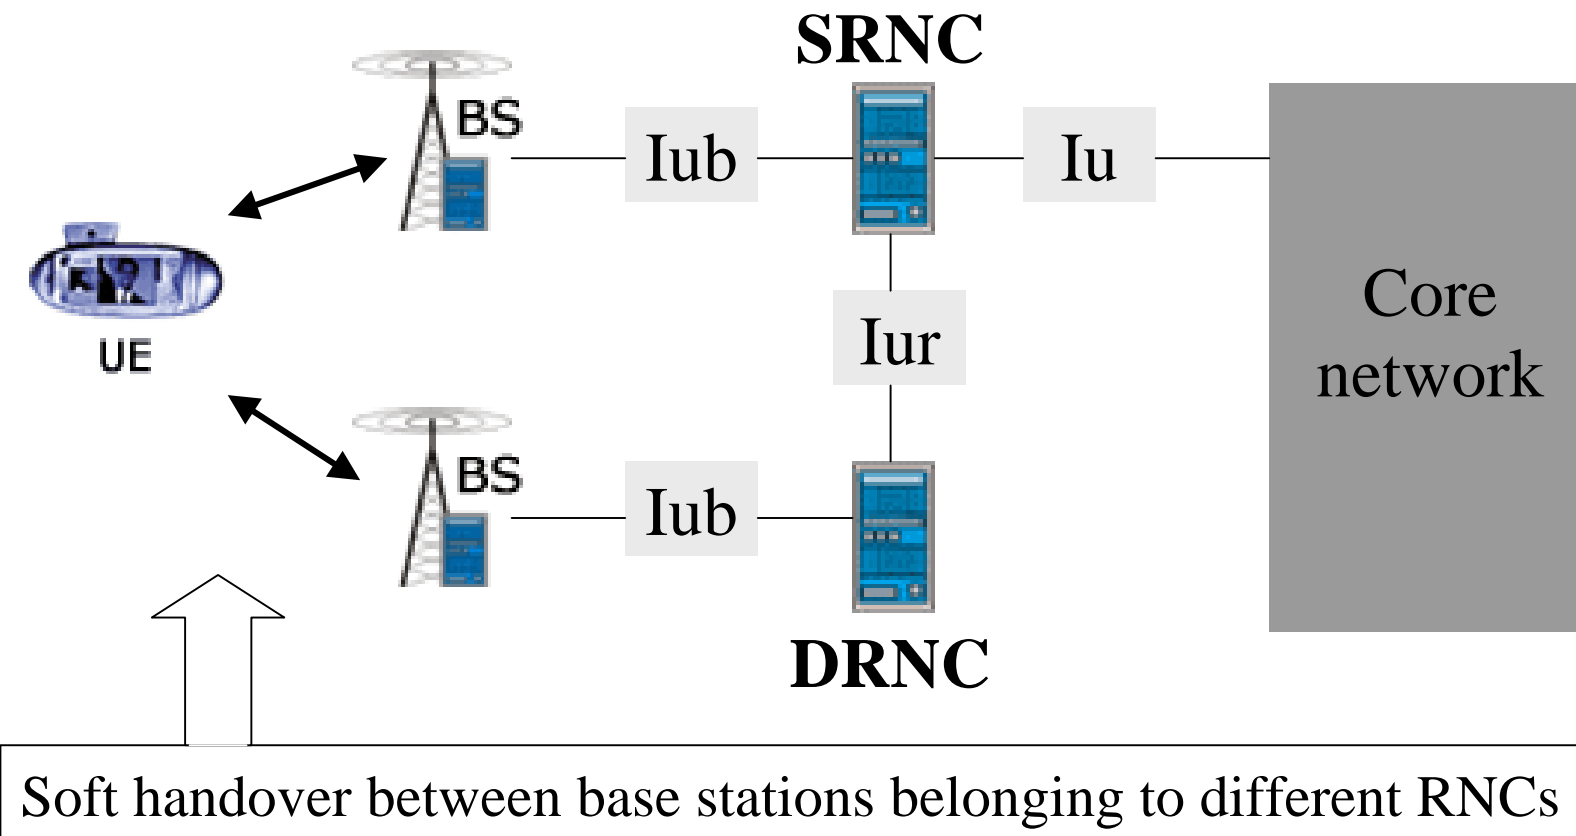 SRNC
BS
Iub
Iu
UE
Iur
Core
network
BS
Iub
DRNC
Soft handover between base stations belonging to different RNCs